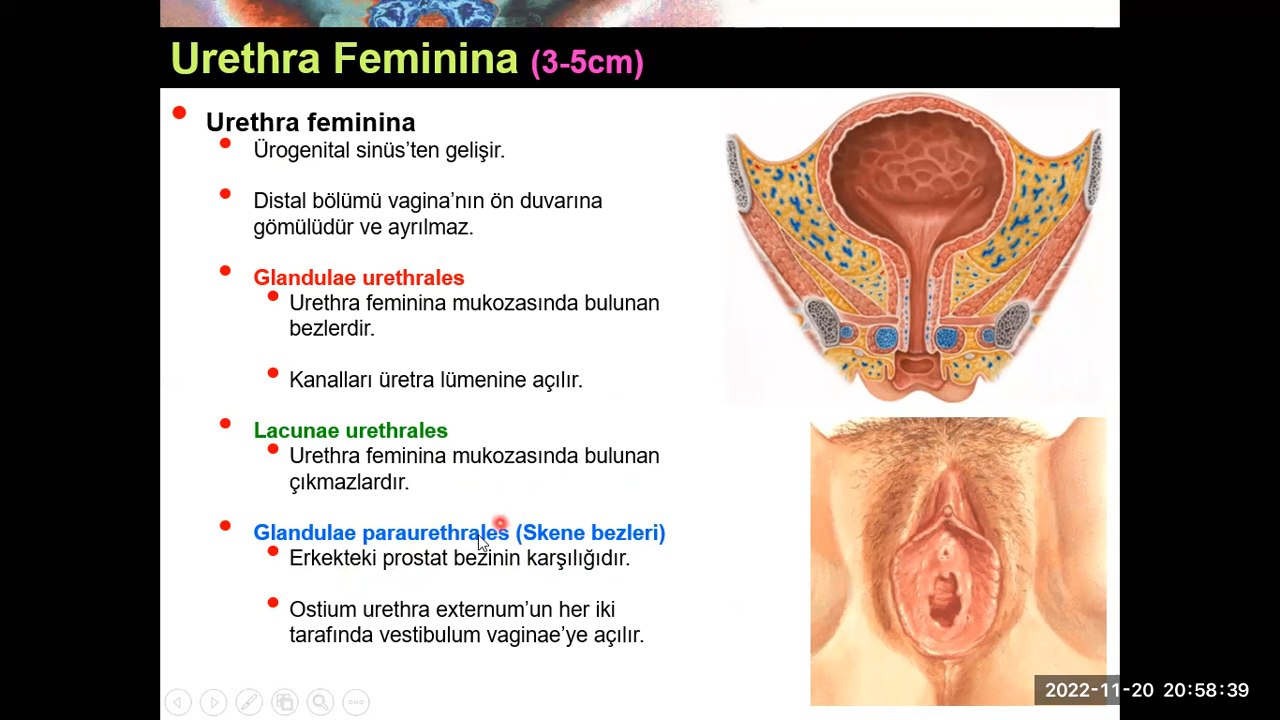 Urethra Feminina (3-5cm)
Urethra feminina
Ürogenital sinüs’ten gelişir.
Distal bölümü vagina’nın ön duvarına
gömülüdür ve ayrılmaz.
Glandulae urethrales
Urethra feminina mukozasında bulunan
bezlerdir.
Kanalları üretra lümenine açılır.
Lacunae urethrales
Urethra feminina mukozasında bulunan
çıkmazlardır.
Glandulae paraurethrales (Skene bezleri)
Erkekteki prostat bezinin karşılığıdır.
Ostium urethra externum’un her iki
tarafında vestibulum vaginae’ye açılır.
2022-11-20 20:58:39